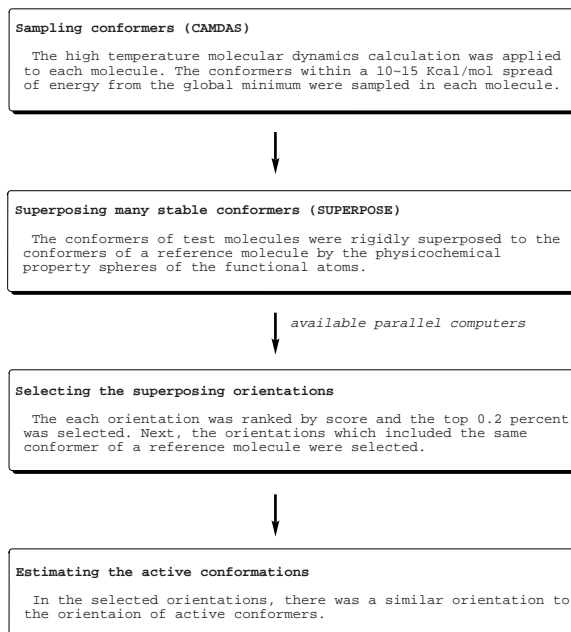 Sampling conformers (CAMDAS)
The high temperature molecular dynamics calculation was applied
to each molecule. The conformers within a 10~15 Kcal/mol spread
of energy from the global minimum were sampled in each molecule.
Superposing many stable conformers (SUPERPOSE)
The conformers of test molecules were rigidly superposed to the
conformers of a reference molecule by the physicochemical
property spheres of the functional atoms.
available parallel computers
Selecting the superposing orientations
The each orientation was ranked by score and the top 0.2 percent
was selected. Next, the orientations which included the same
conformer of a reference molecule were selected.
Estimating the active conformations
In the selected orientations, there was a similar orientation to
the orientaion of active conformers.